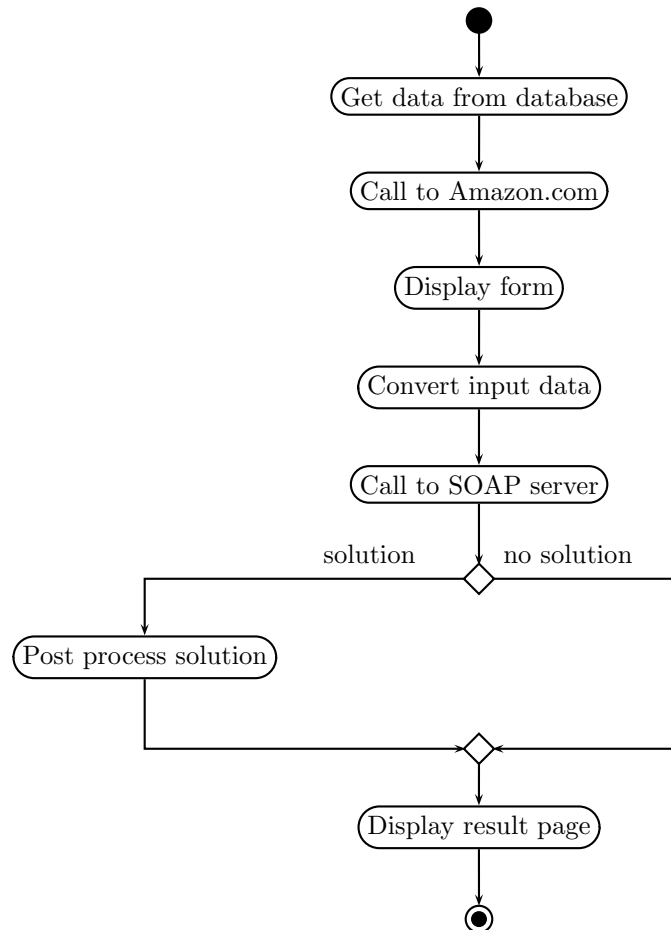 Get data from database
Call to Amazon.com
Display form
Convert input data
Call to SOAP server
solution
no solution
Post process solution
Display result page